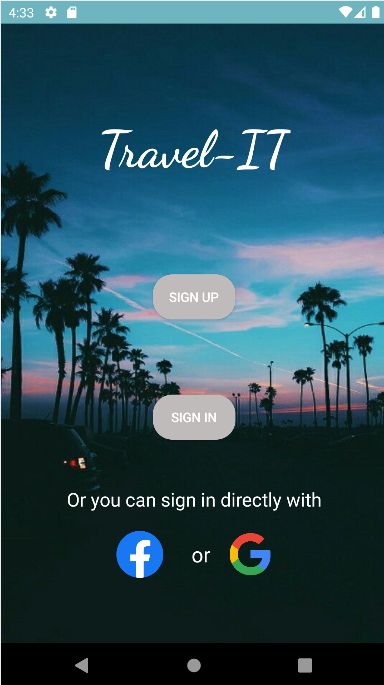 4:33
Travel-IT
SIGN UP
SIGN IN
Or you can sign in directly with
or